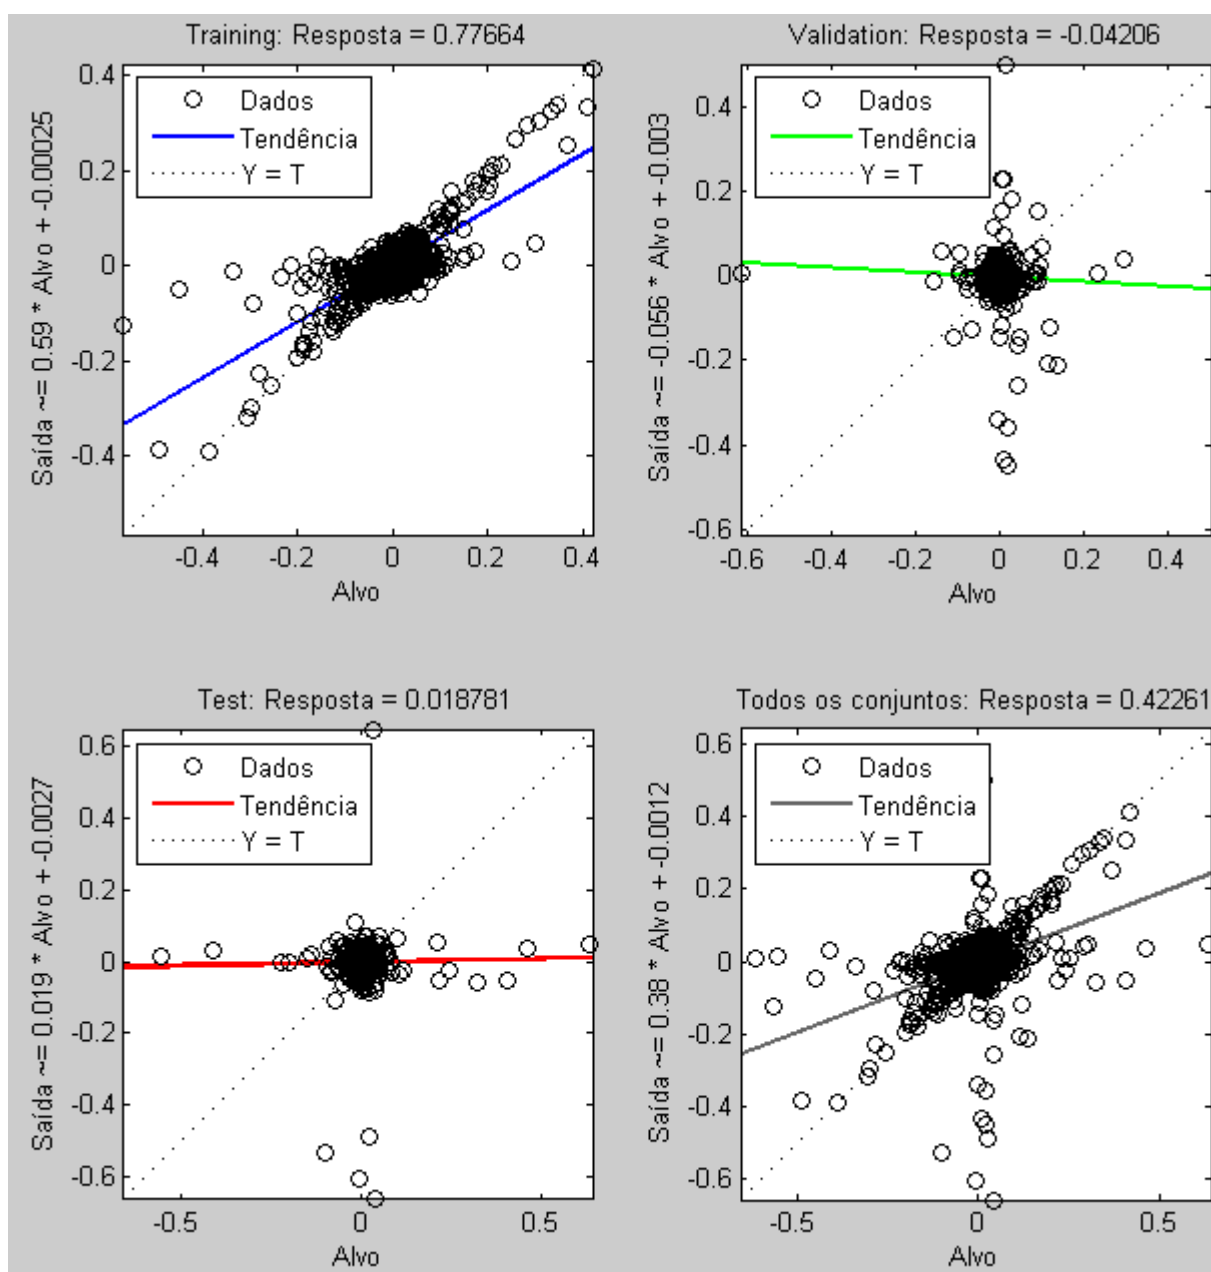 Training: Resposta = 0.77664
Dados
Tendência
Y = T
0.4
0.2
0
-0.2
-0.4
-0.4
-0.2
0
0.2
0.4
Alvo
Saída ~= 0.59 * Alvo + -0.00025
Validation: Resposta = -0.04206
Dados
Tendência
Y = T
0.4
0.2
0
-0.2
-0.4
-0.6
-0.6
-0.4
-0.2
0
0.2
0.4
Alvo
Saída ~= -0.056 * Alvo + -0.003
Test: Resposta = 0.018781
Dados
Tendência
Y = T
0.6
0.4
0.2
0
-0.2
-0.4
-0.6
-0.5
0
0.5
Alvo
Saída ~= 0.019 * Alvo + -0.0027
Todos os conjuntos: Resposta = 0.42261
Dados
Tendência
Y = T
0.6
0.4
0.2
0
-0.2
-0.4
-0.6
-0.5
0
0.5
Alvo
Saída ~= 0.38 * Alvo + -0.0012